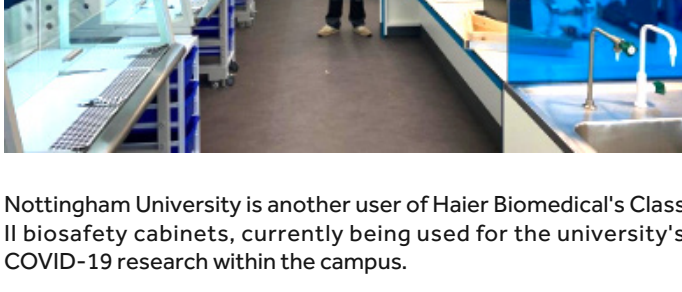 Nottingham University is another user of Haier Biomedical's Class
II biosafety cabinets, currently being used for the university's
COVID-19 research within the campus.